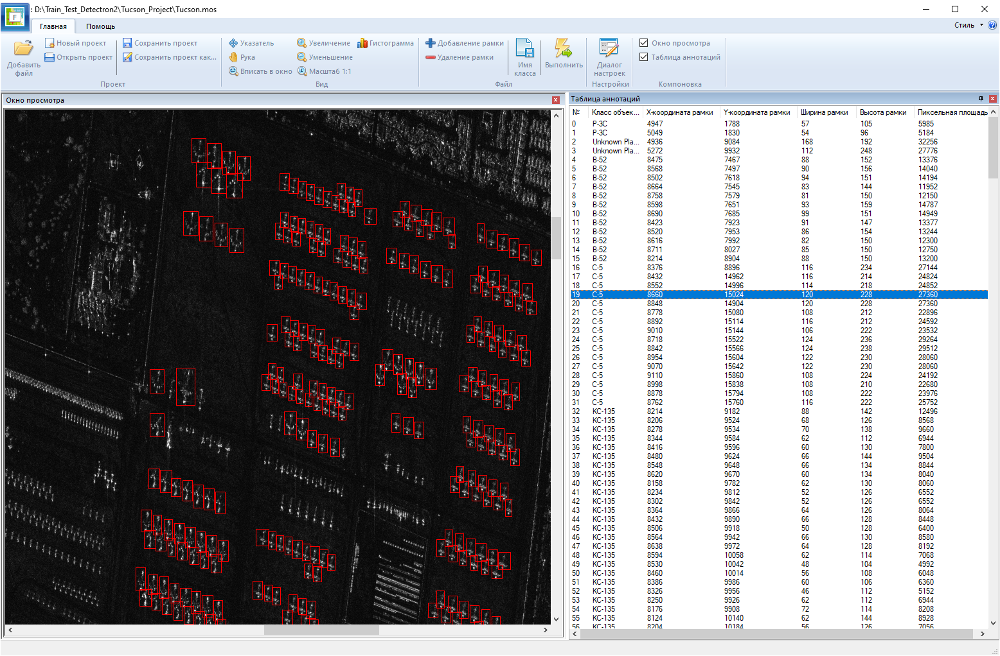 F
: D:\Train_Test_Detectron2\Tucson_Project\Tucson.mos
Главная Помощь Стиль
Добавить файл
Новый проект
Открыть проект
Сохранить проект
Сохранить проект как...
Проект
Указатель
Рука
Вписать в окно
Увеличение
Уменьшение
Масштаб 1:1
Гистограмма
Вид
Добавление рамки
Удаление рамки
Имя класса
Выполнить
Файл
Диалог настроек
Настройки
Окно просмотра
Таблица аннотаций
Компоновка
Окно просмотра
Таблица аннотаций
№ Класс объек... X-координата рамки Y-координата рамки Ширина рамки Высота рамки Пиксельная площадь
0 P-3C 4947 1788 57 105 5985
1 P-3C 5049 1830 54 96 5184
2 Unknown Pla... 4936 9084 168 192 32256
3 Unknown Pla... 5272 9932 112 248 27776
4 B-52 8475 7467 88 152 13376
5 B-52 8568 7497 90 156 14040
6 B-52 8502 7618 94 151 14194
7 B-52 8664 7545 83 144 11952
8 B-52 8758 7579 81 150 12150
9 B-52 8598 7651 93 159 14787
10 B-52 8690 7685 99 151 14949
11 B-52 8423 7923 91 147 13377
12 B-52 8520 7953 86 154 13244
13 B-52 8616 7992 82 150 12300
14 B-52 8711 8027 85 150 12750
15 B-52 8214 8904 88 150 13200
16 C-5 8376 8896 116 234 27144
17 C-5 8432 14962 116 214 24824
18 C-5 8552 14996 114 218 24852
19 C-5 8660 15024 120 228 27360
20 C-5 8848 14904 120 228 27360
21 C-5 8778 15080 108 212 22896
22 C-5 8892 15114 116 212 24592
23 C-5 9010 15144 106 222 23532
24 C-5 8718 15522 124 236 29264
25 C-5 8842 15566 124 238 29512
26 C-5 8954 15604 122 230 28060
27 C-5 9070 15642 122 230 28060
28 C-5 9110 15860 108 224 24192
29 C-5 8998 15838 108 210 22680
30 C-5 8878 15794 108 222 23976
31 C-5 8762 15760 116 222 25752
32 KC-135 8214 9182 88 142 12496
33 KC-135 8206 9524 68 126 8568
34 KC-135 8278 9534 70 138 9660
35 KC-135 8344 9584 62 112 6944
36 KC-135 8416 9596 60 130 7800
37 KC-135 8480 9624 66 144 9504
38 KC-135 8548 9648 66 134 8844
39 KC-135 8620 9670 60 134 8040
40 KC-135 8158 9782 62 130 8060
41 KC-135 8234 9812 52 126 6552
42 KC-135 8302 9842 52 126 6552
43 KC-135 8364 9866 64 126 8064
44 KC-135 8432 9890 66 128 8448
45 KC-135 8506 9918 50 128 6400
46 KC-135 8564 9942 66 130 8580
47 KC-135 8638 9972 64 128 8192
48 KC-135 8594 10058 62 114 7068
49 KC-135 8530 10042 48 104 4992
50 KC-135 8460 10014 56 108 6048
51 KC-135 8386 9986 60 106 6360
52 KC-135 8326 9956 46 112 5152
53 KC-135 8250 9926 62 112 6944
54 KC-135 8176 9908 72 114 8208
55 KC-135 8124 10140 62 144 8928
56 KC-135 8204 10184 56 126 7056